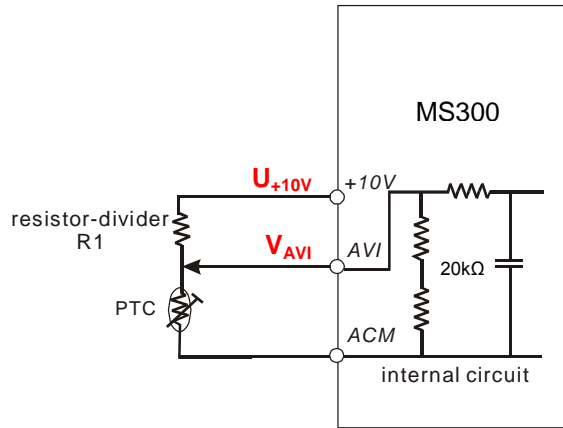 MS300
U+10V
+10V
resistor-divider
R1
VAVI
AVI
20kΩ
PTC
ACM
internal circuit